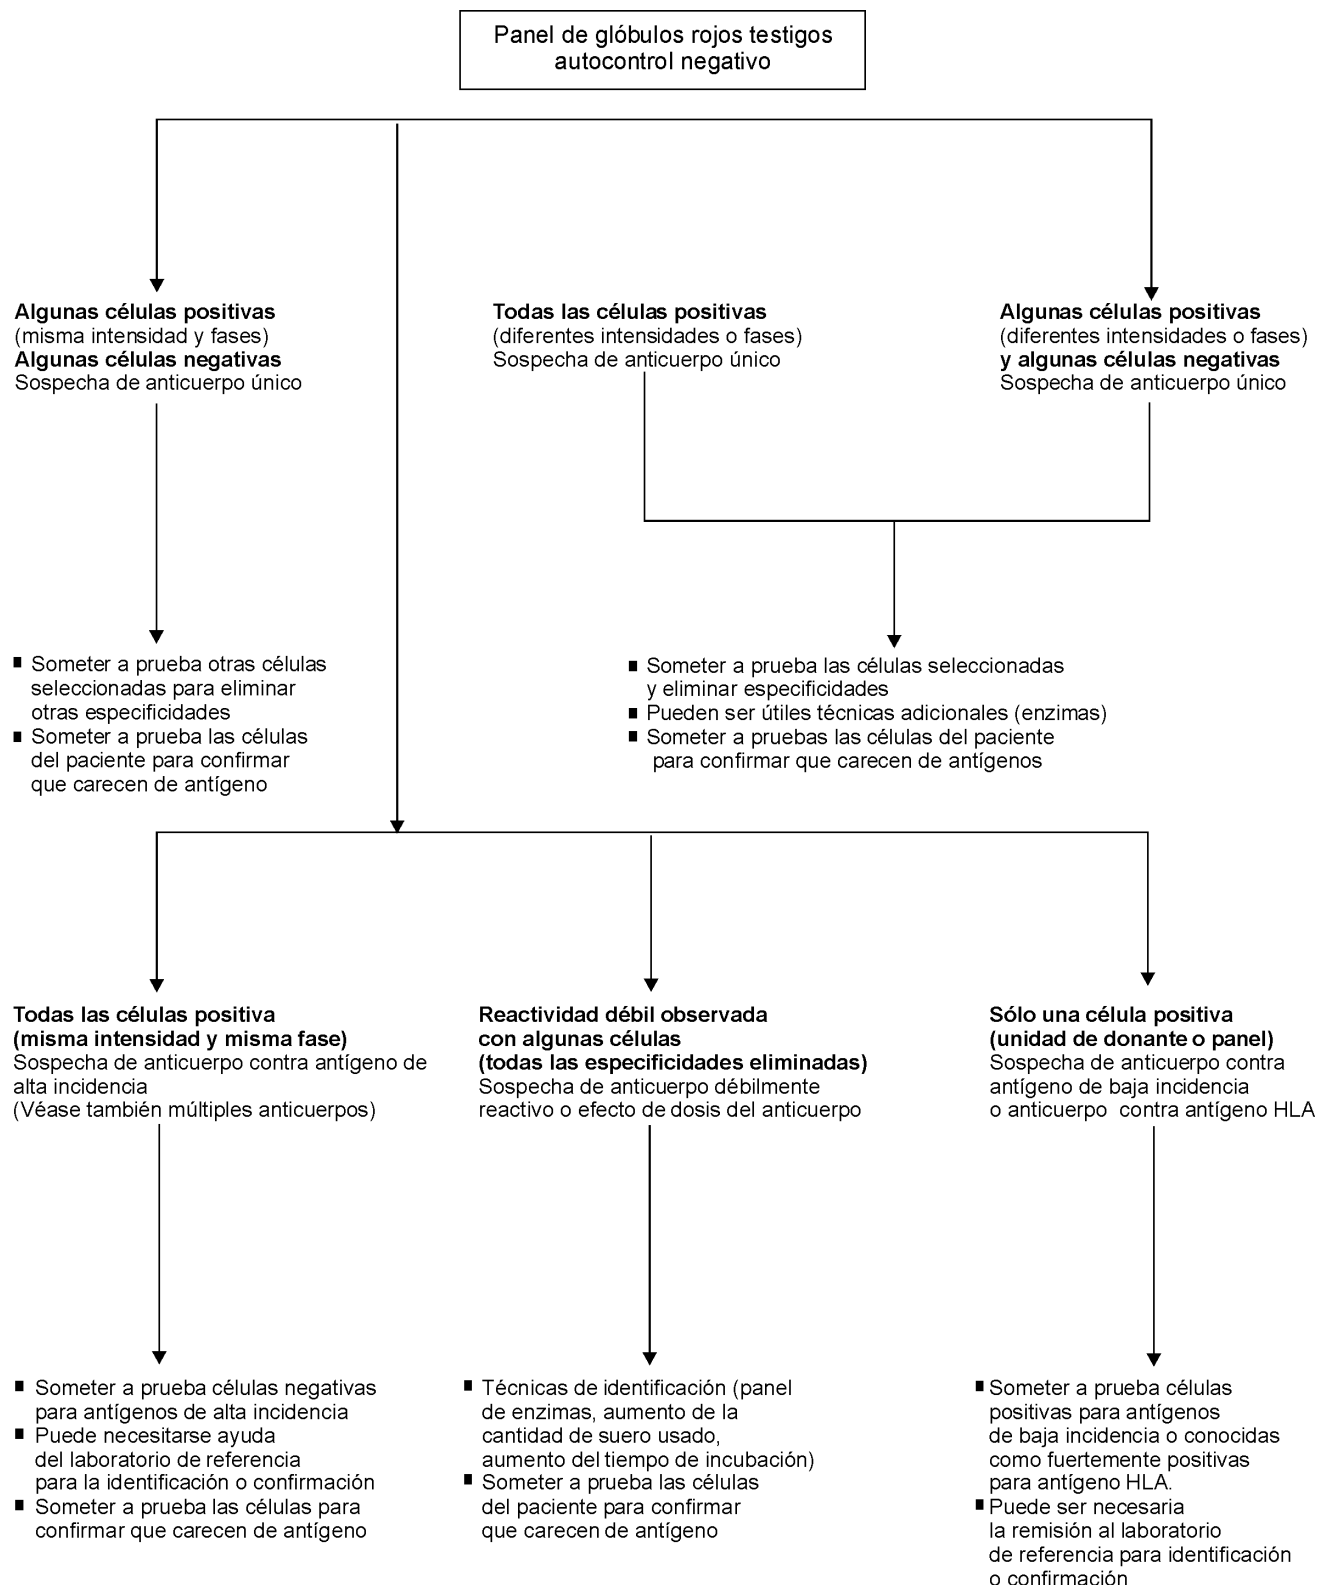 Panel de glóbulos rojos testigos
autocontrol negativo
Algunas células positivas
(misma intensidad y fases)
Algunas células negativas
Sospecha de anticuerpo único
Todas las células positivas
(diferentes intensidades o fases)
Sospecha de anticuerpo único
Algunas células positivas
(diferentes intensidades o fases)
y algunas células negativas
Sospecha de anticuerpo único
▪ Someter a prueba otras células
seleccionadas para eliminar
otras especificidades
▪ Someter a prueba las células
del paciente para confirmar
que carecen de antígeno
▪ Someter a prueba las células seleccionadas
y eliminar especificidades
▪ Pueden ser útiles técnicas adicionales (enzimas)
▪ Someter a pruebas las células del paciente
para confirmar que carecen de antígenos
Todas las células positiva
(misma intensidad y misma fase)
Sospecha de anticuerpo contra antígeno de
alta incidencia
(Véase también múltiples anticuerpos)
Reactividad débil observada
con algunas células
(todas las especificidades eliminadas)
Sospecha de anticuerpo débilmente
reactivo o efecto de dosis del anticuerpo
Sólo una célula positiva
(unidad de donante o panel)
Sospecha de anticuerpo contra
antígeno de baja incidencia
o anticuerpo contra antígeno HLA
▪ Someter a prueba células negativas
para antígenos de alta incidencia
▪ Puede necesitarse ayuda
del laboratorio de referencia
para la identificación o confirmación
▪ Someter a prueba las células para
confirmar que carecen de antígeno
▪ Técnicas de identificación (panel
de enzimas, aumento de la
cantidad de suero usado,
aumento del tiempo de incubación)
▪ Someter a prueba las células
del paciente para confirmar
que carecen de antígeno
▪ Someter a prueba células
positivas para antígenos
de baja incidencia o conocidas
como fuertemente positivas
para antígeno HLA.
▪ Puede ser necesaria
la remisión al laboratorio
de referencia para identificación
o confirmación